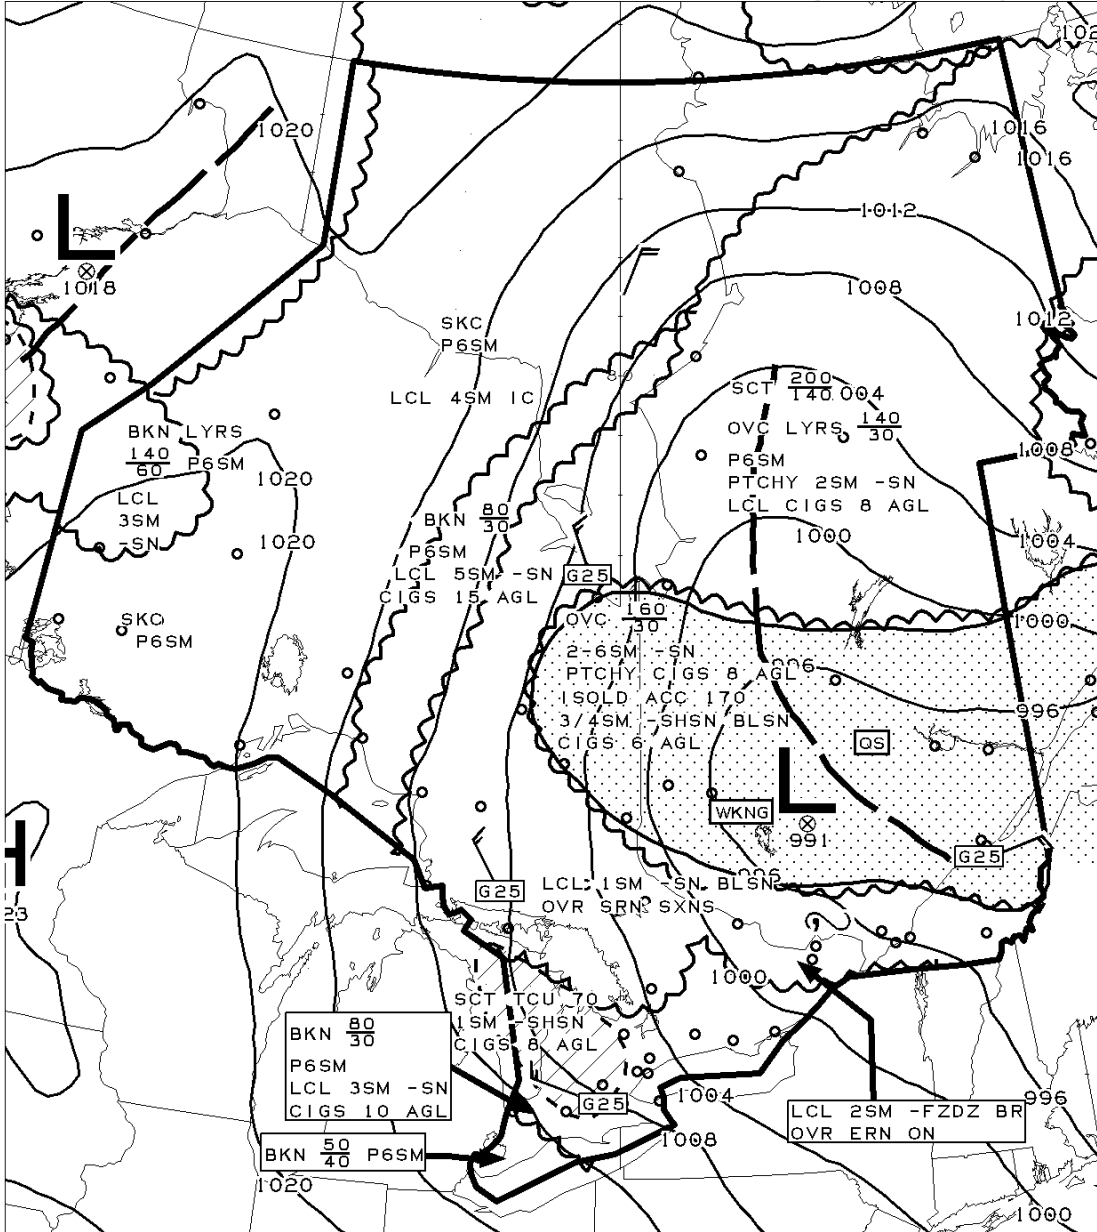 102
1020
1016
1016
L
1018
1012
1008
1012
SKC
P6SM
LCL 4SM IC
SCT 200/140
1004
OVC LYRS 140/30
P6SM
PTCHY 2SM -SN
LCL CIGS 8 AGL
1008
BKN LYRS
140/60 P6SM
LCL
3SM
-SN
1020
1020
BKN 80/30
P6SM
LCL 5SM -SN
CIGS 15 AGL
G25
1000
1004
SKC
P6SM
OVC 160/30
2-6SM -SN
PTCHY CIGS 8 AGL
ISOLD ACC 170
3/4SM -SHSN BLSN
CIGS 6 AGL
1000
996
996
QS
WKNG
L
991
H
23
G25
G25
996
LCL 1SM -SN BLSN
OVR SRN SXNS
1000
SCT TCU 70
1SM -SHSN
CIGS 8 AGL
BKN 80/30
P6SM
LCL 3SM -SN
CIGS 10 AGL
G25
1004
996
LCL 2SM -FZDZ BR
OVR ERN ON
1008
BKN 50/40 P6SM
1020
1000